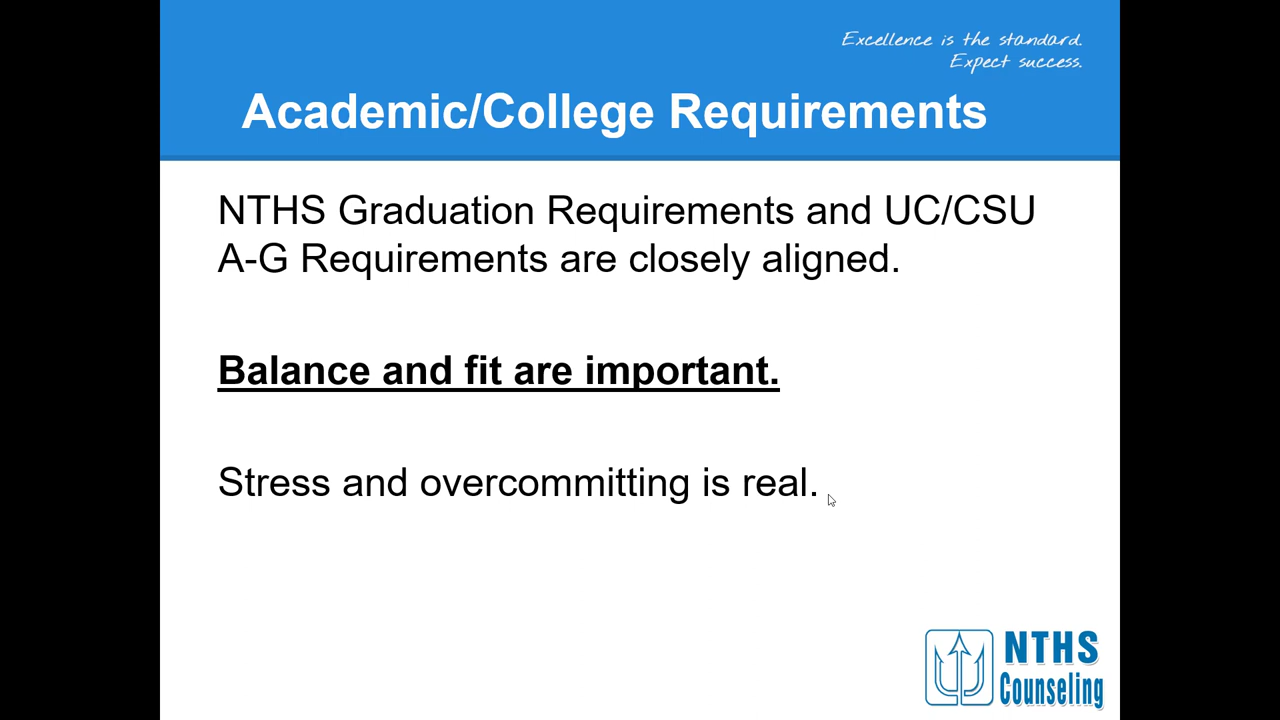 Excellence is the standard.
Expect success.
Academic/College Requirements
NTHS Graduation Requirements and UC/CSU
A-G Requirements are closely aligned.
Balance and fit are important.
Stress and overcommitting is real.
NTHS
Counseling